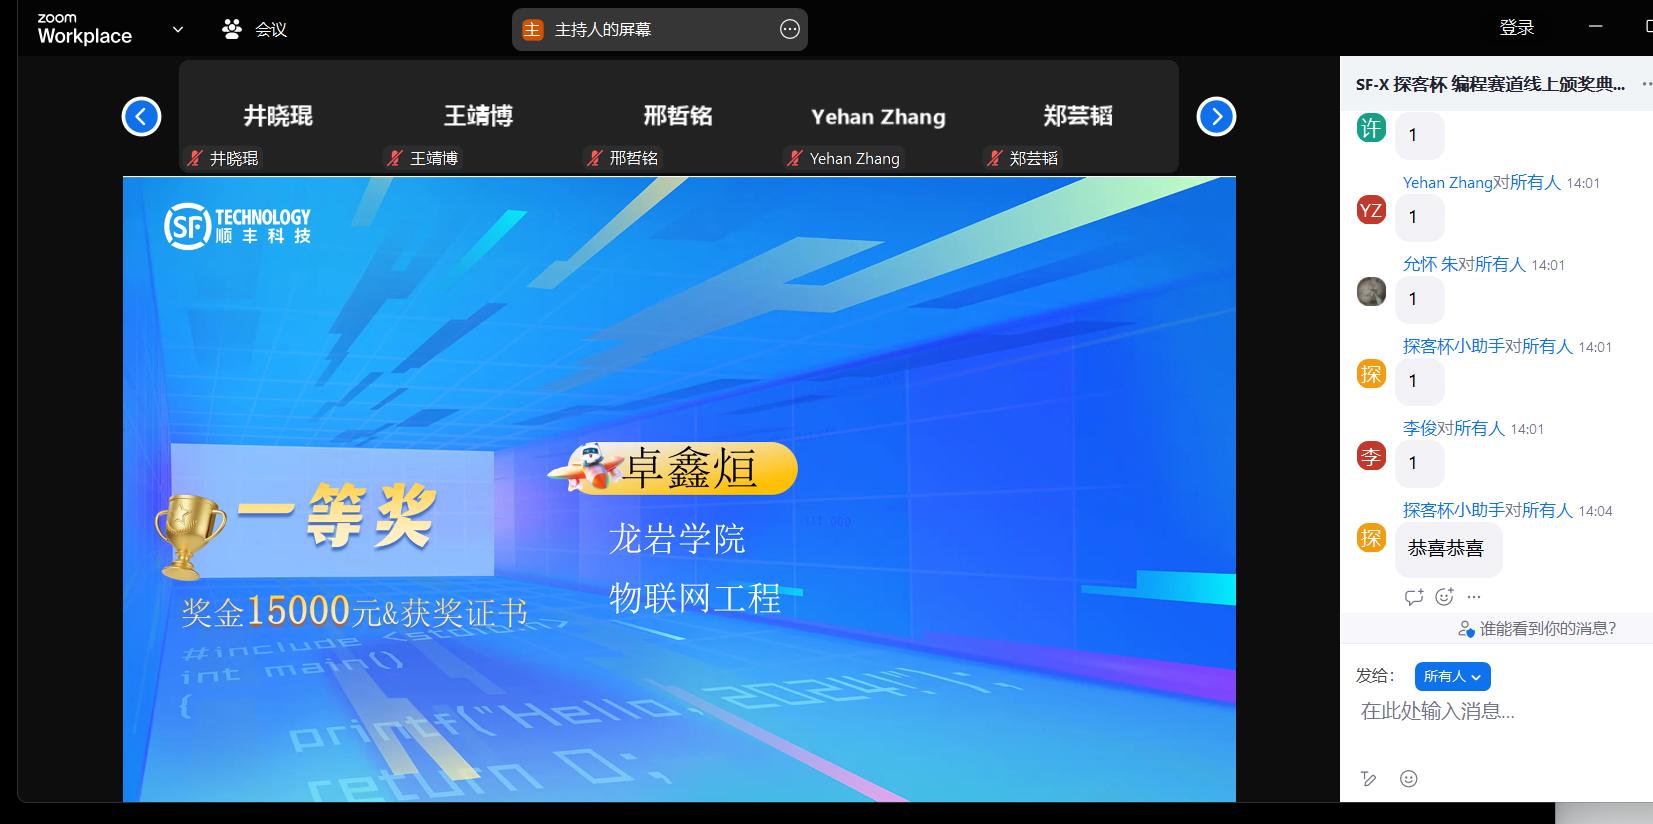 zoom
Workplace
会议
主 主持人的屏幕
登录
井晓琨
王靖博
邢哲铭
Yehan Zhang
郑芸韬
井晓琨
王靖博
邢哲铭
Yehan Zhang
郑芸韬
SF TECHNOLOGY
顺丰科技
一等奖
奖金15000元&获奖证书
卓鑫烜
龙岩学院
物联网工程
#include <stdio.h>
int main()
{
printf("Hello, 2024!");
return 0;
SF-X 探客杯 编程赛道线上颁奖典...
许
1
Yehan Zhang对所有人 14:01
YZ
1
允怀 朱对所有人 14:01
1
探客杯小助手对所有人 14:01
探
1
李俊对所有人 14:01
李
1
探客杯小助手对所有人 14:04
探
恭喜恭喜
谁能看到你的消息?
发给: 所有人
在此处输入消息...